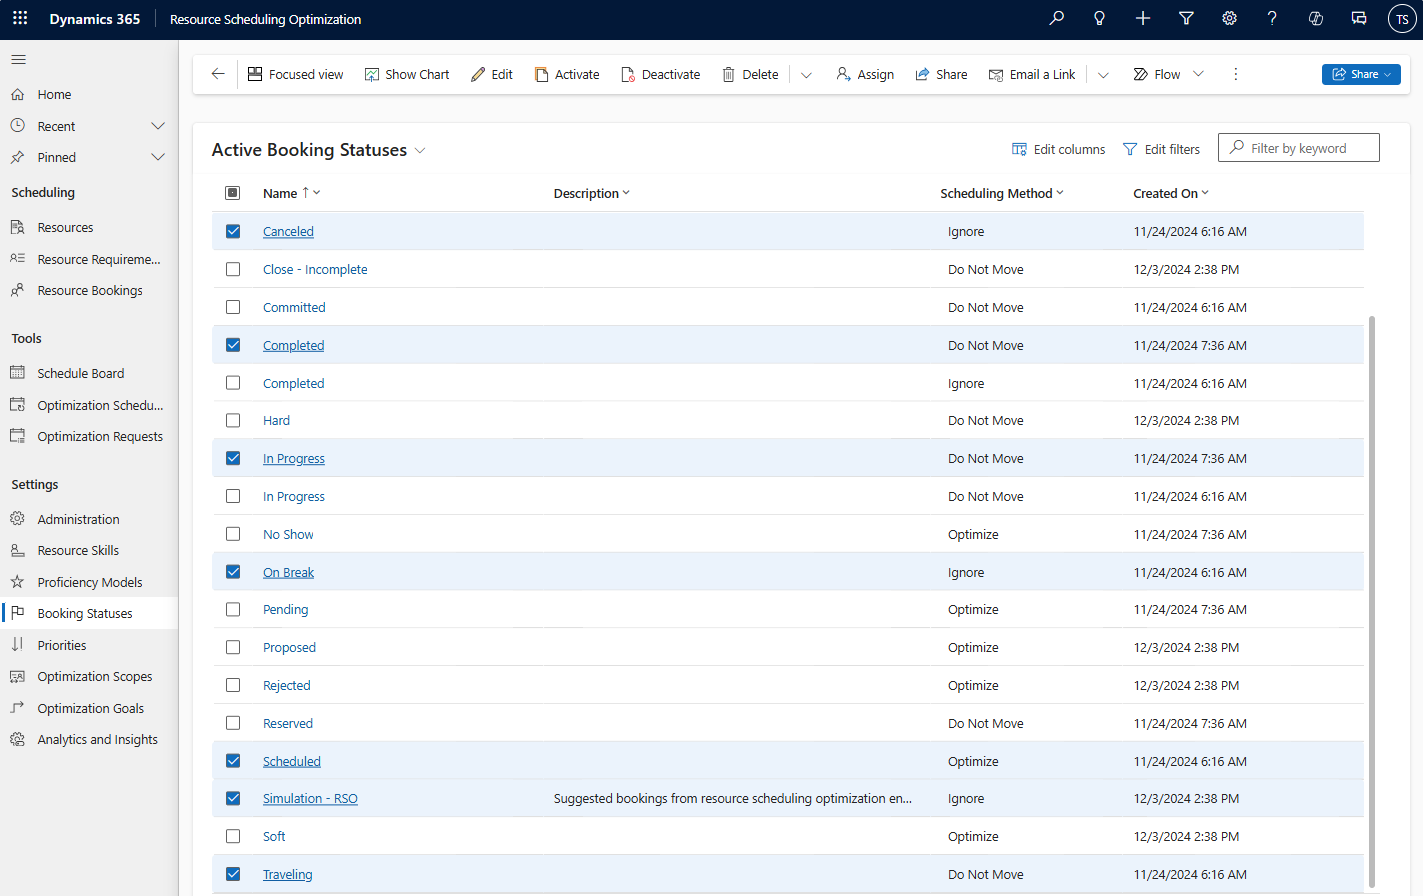 Dynamics 365
Resource Scheduling Optimization
TS
Home
Recent
Pinned
Scheduling
Resources
Resource Requireme...
Resource Bookings
Tools
Schedule Board
Optimization Schedu...
Optimization Requests
Settings
Administration
Resource Skills
Proficiency Models
Booking Statuses
Priorities
Optimization Scopes
Optimization Goals
Analytics and Insights
Focused view Show Chart Edit Activate Deactivate Delete Assign Share Email a Link Flow Share
Active Booking Statuses
Edit columns Edit filters Filter by keyword
Name Description Scheduling Method Created On
Canceled Ignore 11/24/2024 6:16 AM
Close - Incomplete Do Not Move 12/3/2024 2:38 PM
Committed Do Not Move 11/24/2024 6:16 AM
Completed Do Not Move 11/24/2024 7:36 AM
Completed Ignore 11/24/2024 6:16 AM
Hard Do Not Move 12/3/2024 2:38 PM
In Progress Do Not Move 11/24/2024 7:36 AM
In Progress Do Not Move 11/24/2024 6:16 AM
No Show Optimize 11/24/2024 7:36 AM
On Break Ignore 11/24/2024 6:16 AM
Pending Optimize 11/24/2024 7:36 AM
Proposed Optimize 12/3/2024 2:38 PM
Rejected Optimize 12/3/2024 2:38 PM
Reserved Do Not Move 11/24/2024 7:36 AM
Scheduled Optimize 11/24/2024 6:16 AM
Simulation - RSO Suggested bookings from resource scheduling optimization en... Ignore 12/3/2024 2:38 PM
Soft Optimize 12/3/2024 2:38 PM
Traveling Do Not Move 11/24/2024 6:16 AM